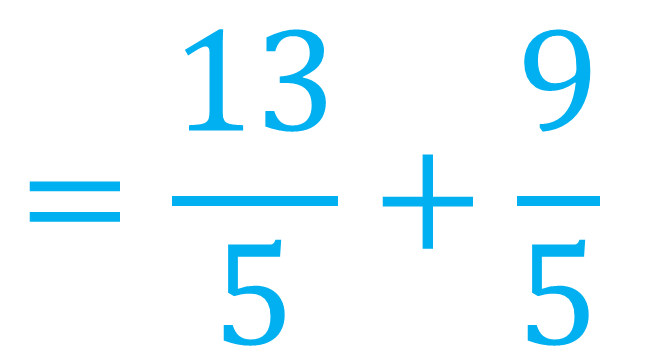 = 13/5 + 9/5